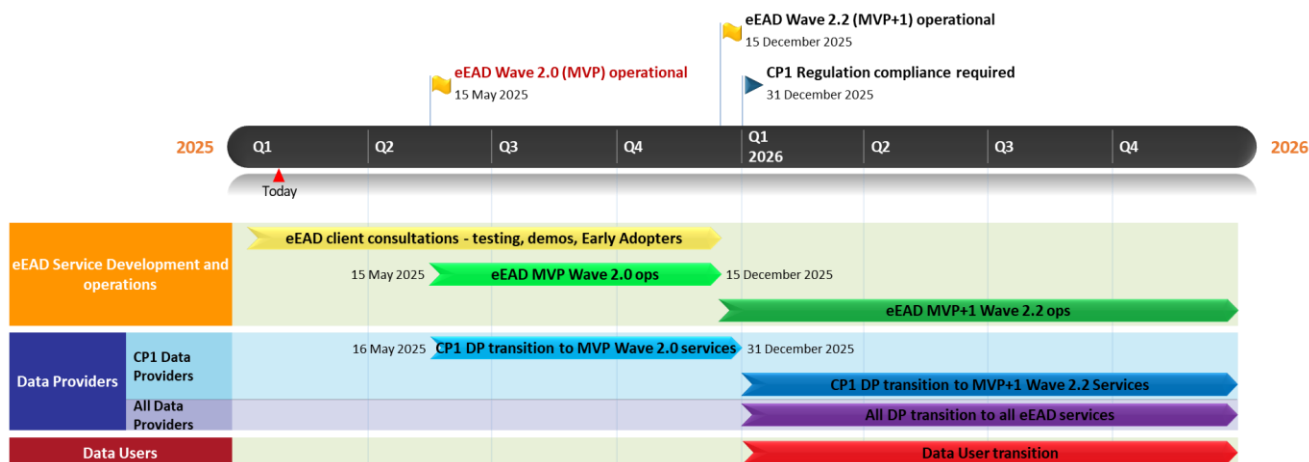 eEAD Wave 2.2 (MVP+1) operational
15 December 2025
eEAD Wave 2.0 (MVP) operational
15 May 2025
CP1 Regulation compliance required
31 December 2025
2025
Q1
Q2
Q3
Q4
Q1
2026
Q2
Q3
Q4
2026
Today
eEAD Service Development and
operations
eEAD client consultations - testing, demos, Early Adopters
15 May 2025
eEAD MVP Wave 2.0 ops
15 December 2025
eEAD MVP+1 Wave 2.2 ops
Data Providers
CP1 Data
Providers
16 May 2025
CP1 DP transition to MVP Wave 2.0 services
31 December 2025
CP1 DP transition to MVP+1 Wave 2.2 Services
All Data
Providers
All DP transition to all eEAD services
Data Users
Data User transition